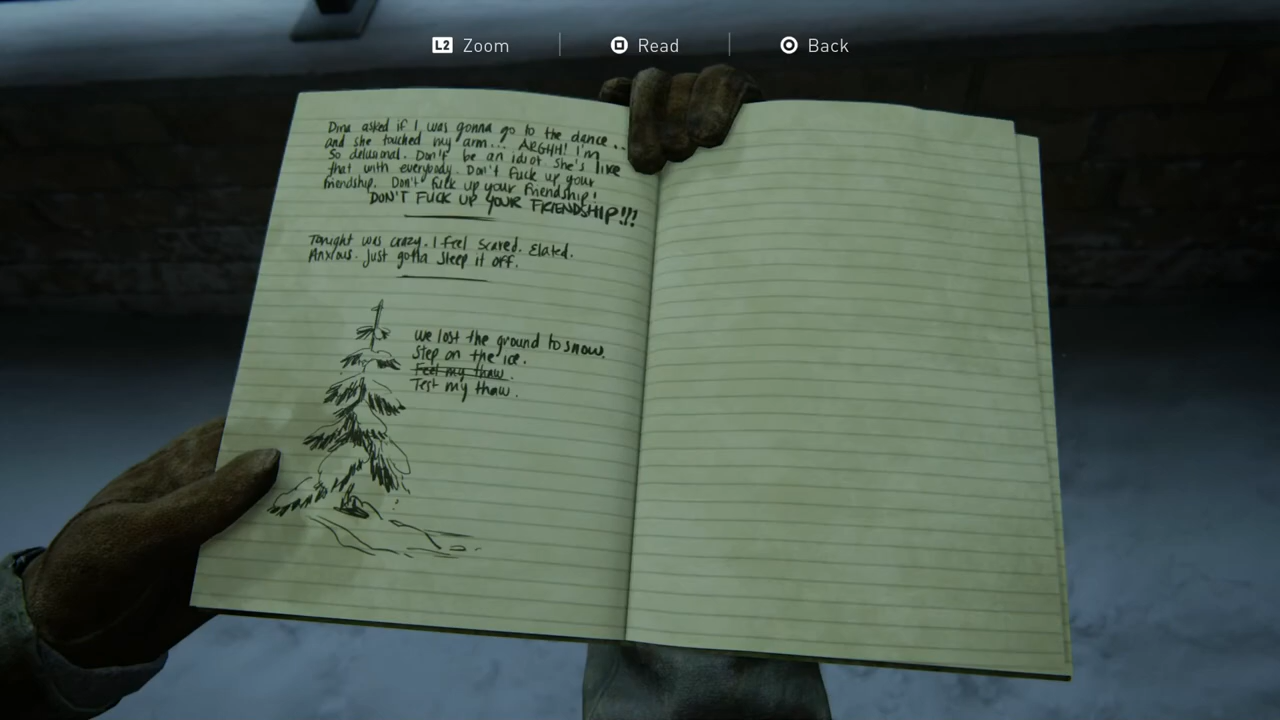 L2 Zoom
Read
Back
Dina asked if I was gonna go to the dance..
and she touched my arm... ARGHH! I'm
so delusional. Don't be an idiot she's like
that with everybody. Don't fuck up your
friendship. Don't fuck up your friendship!
DON'T FUCK UP YOUR FRIENDSHIP!!!
Tonight was crazy. I feel scared. Elated.
Anxious. Just gotta sleep it off.
We lost the ground to snow.
Step on the ice.
Feel my thaw.
Test my thaw.